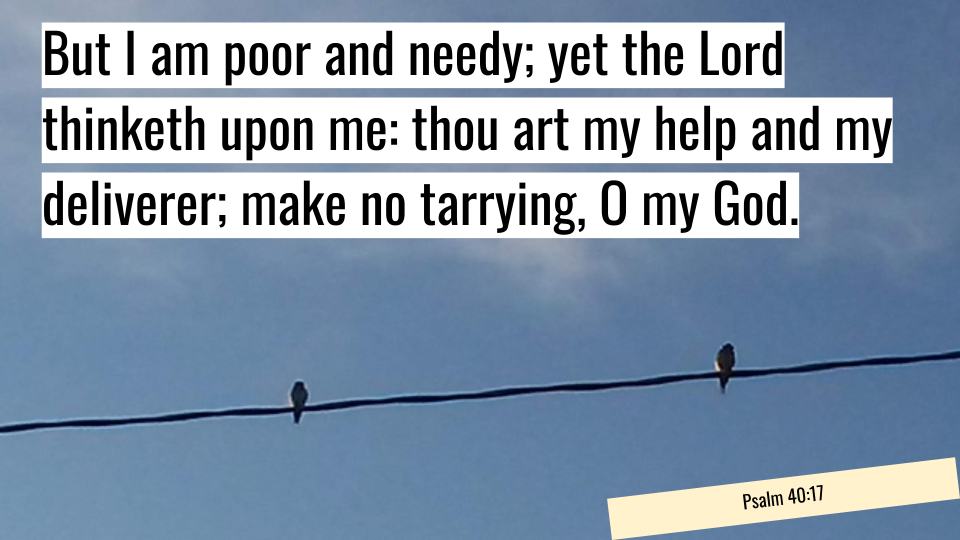 But I am poor and needy; yet the Lord
thinketh upon me: thou art my help and my
deliverer; make no tarrying, O my God.
Psalm 40:17